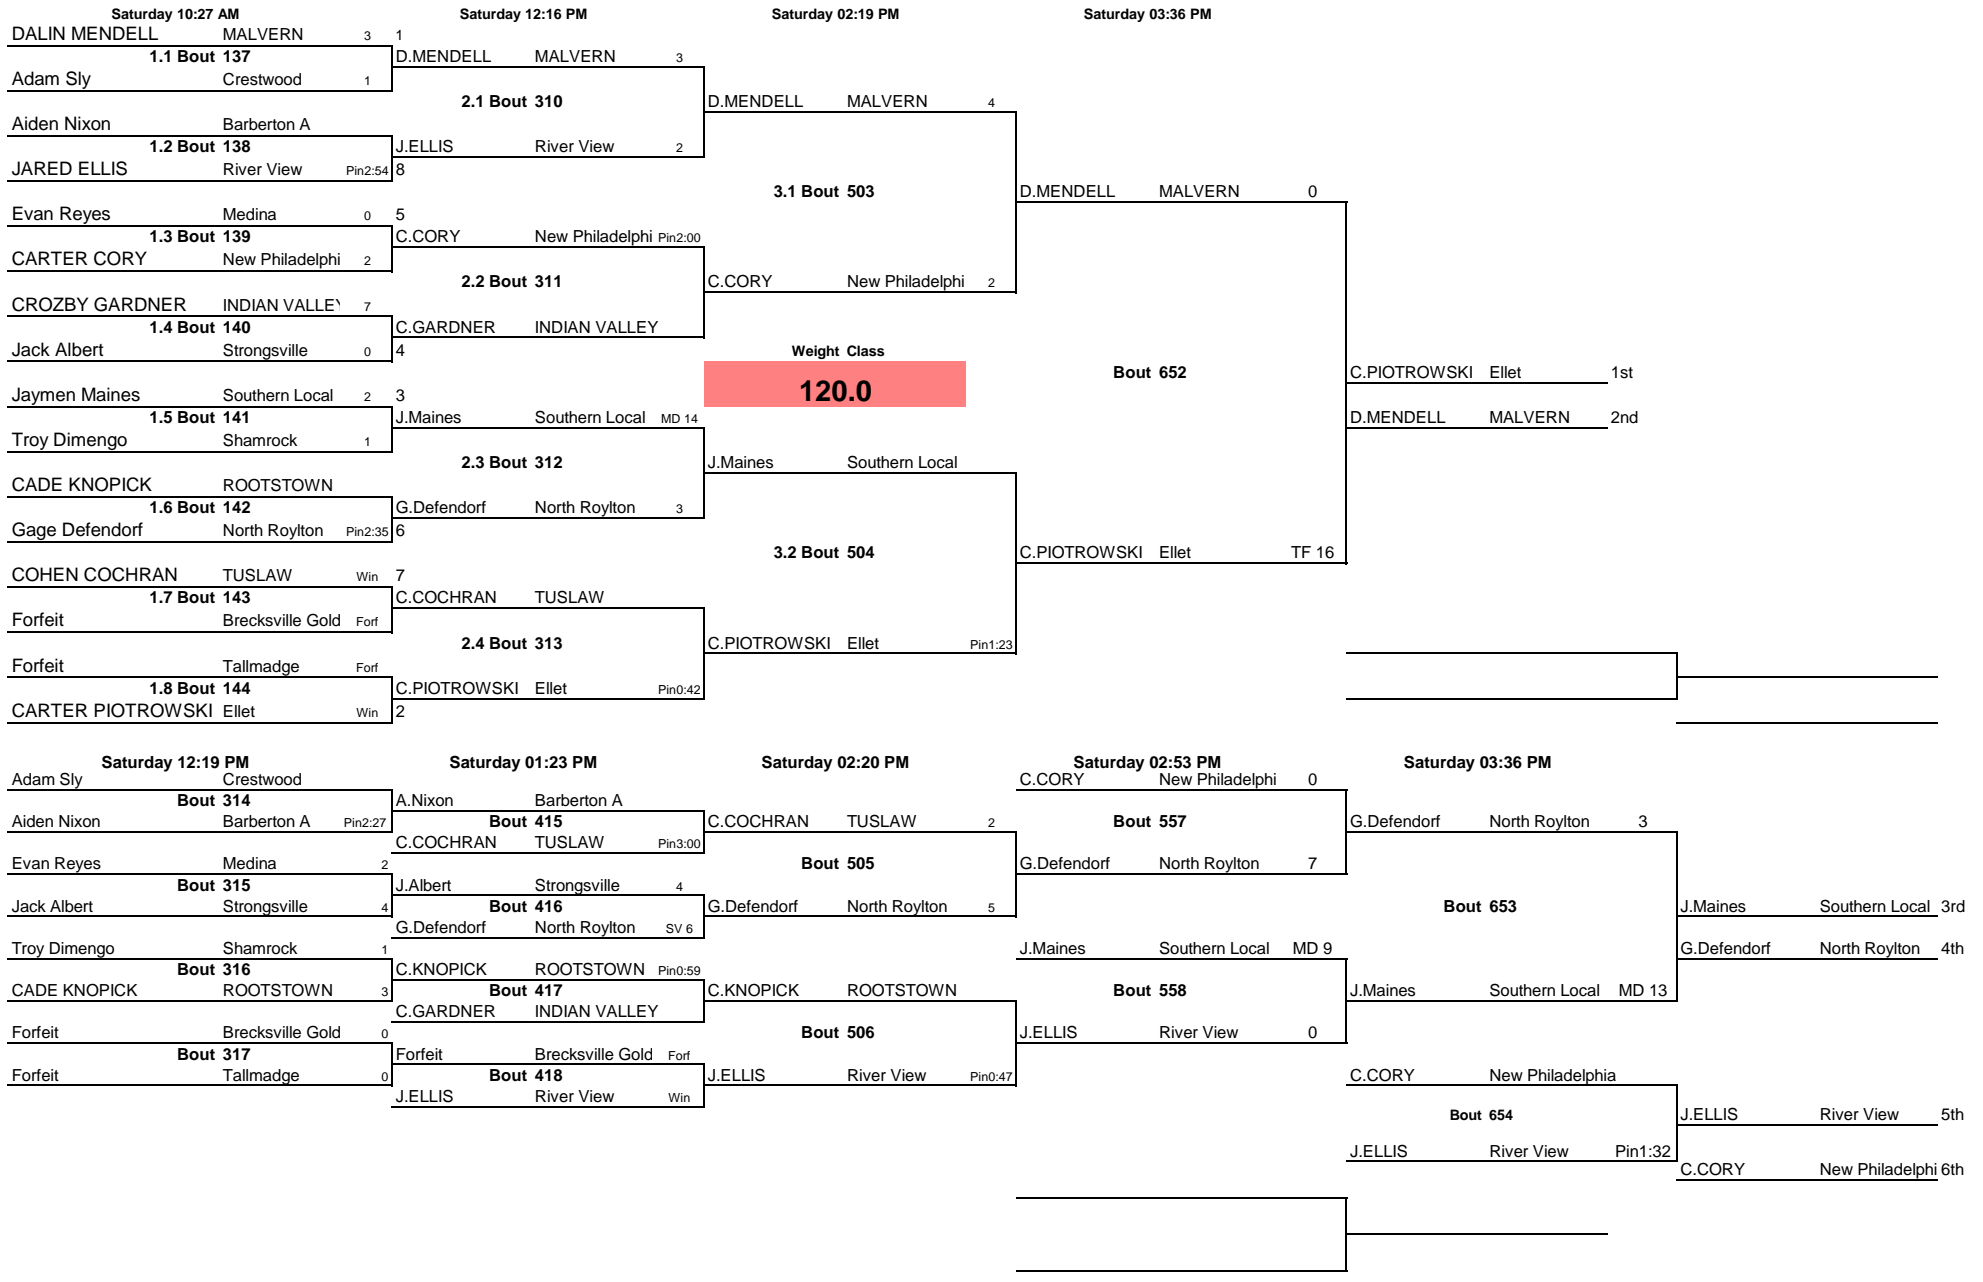 Saturday 10:27 AM Saturday 12:16 PM Saturday 02:19 PM Saturday 03:36 PM
DALIN MENDELL MALVERN 3 1
1.1 Bout 137 D.MENDELL MALVERN 3
Adam Sly Crestwood 1
2.1 Bout 310 D.MENDELL MALVERN 4
Aiden Nixon Barberton A
1.2 Bout 138 J.ELLIS River View 2
JARED ELLIS River View Pin2:54 8
3.1 Bout 503 D.MENDELL MALVERN 0
Evan Reyes Medina 0 5
1.3 Bout 139 C.CORY New Philadelphi Pin2:00
CARTER CORY New Philadelphi 2
2.2 Bout 311 C.CORY New Philadelphi 2
CROZBY GARDNER INDIAN VALLEY 7
1.4 Bout 140 C.GARDNER INDIAN VALLEY
Jack Albert Strongsville 0 4
Weight Class
Bout 652 C.PIOTROWSKI Ellet 1st
120.0
Jaymen Maines Southern Local 2 3
1.5 Bout 141 J.Maines Southern Local MD 14 D.MENDELL MALVERN 2nd
Troy Dimengo Shamrock 1
2.3 Bout 312 J.Maines Southern Local
CADE KNOPICK ROOTSTOWN
1.6 Bout 142 G.Defendorf North Roylton 3
Gage Defendorf North Roylton Pin2:35 6
3.2 Bout 504 C.PIOTROWSKI Ellet TF 16
COHEN COCHRAN TUSLAW Win 7
1.7 Bout 143 C.COCHRAN TUSLAW
Forfeit Brecksville Gold Forf
2.4 Bout 313 C.PIOTROWSKI Ellet Pin1:23
Forfeit Tallmadge Forf
1.8 Bout 144 C.PIOTROWSKI Ellet Pin0:42
CARTER PIOTROWSKI Ellet Win 2
Saturday 12:19 PM Saturday 01:23 PM Saturday 02:20 PM Saturday 02:53 PM Saturday 03:36 PM
Adam Sly Crestwood C.CORY New Philadelphi 0
Bout 314 A.Nixon Barberton A
Aiden Nixon Barberton A Pin2:27 Bout 415 C.COCHRAN TUSLAW 2 Bout 557 G.Defendorf North Roylton 3
C.COCHRAN TUSLAW Pin3:00
Evan Reyes Medina 2 Bout 505 G.Defendorf North Roylton 7
Bout 315 J.Albert Strongsville 4
Jack Albert Strongsville 4 Bout 416 G.Defendorf North Roylton 5 Bout 653 J.Maines Southern Local 3rd
G.Defendorf North Roylton SV 6
Troy Dimengo Shamrock 1 J.Maines Southern Local MD 9 G.Defendorf North Roylton 4th
Bout 316 C.KNOPICK ROOTSTOWN Pin0:59
CADE KNOPICK ROOTSTOWN 3 Bout 417 C.KNOPICK ROOTSTOWN Bout 558 J.Maines Southern Local MD 13
C.GARDNER INDIAN VALLEY
Forfeit Brecksville Gold 0 Bout 506 J.ELLIS River View 0
Bout 317 Forfeit Brecksville Gold Forf
Forfeit Tallmadge 0 Bout 418 J.ELLIS River View Pin0:47 C.CORY New Philadelphia
J.ELLIS River View Win
Bout 654 J.ELLIS River View 5th
J.ELLIS River View Pin1:32
C.CORY New Philadelphi 6th